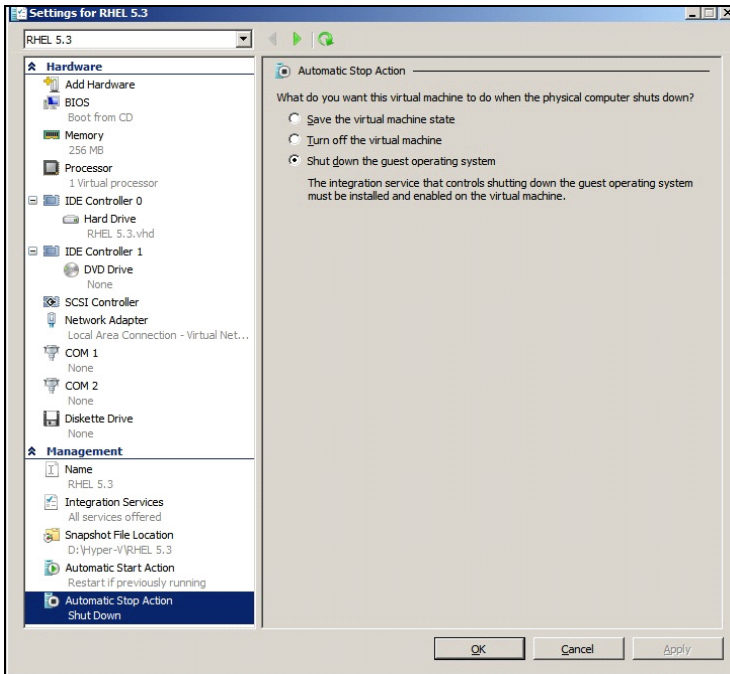 Settings for RHEL 5.3
RHEL 5.3
Hardware
Add Hardware
BIOS
Boot from CD
Memory
256 MB
Processor
1 Virtual processor
IDE Controller 0
Hard Drive
RHEL 5.3.vhd
IDE Controller 1
DVD Drive
None
SCSI Controller
Network Adapter
Local Area Connection - Virtual Net...
COM 1
None
COM 2
None
Diskette Drive
None
Management
Name
RHEL 5.3
Integration Services
All services offered
Snapshot File Location
D:\Hyper-V\RHEL 5.3
Automatic Start Action
Restart if previously running
Automatic Stop Action
Shut Down
Automatic Stop Action
What do you want this virtual machine to do when the physical computer shuts down?
Save the virtual machine state
Turn off the virtual machine
Shut down the guest operating system
The integration service that controls shutting down the guest operating system
must be installed and enabled on the virtual machine.
OK Cancel Apply